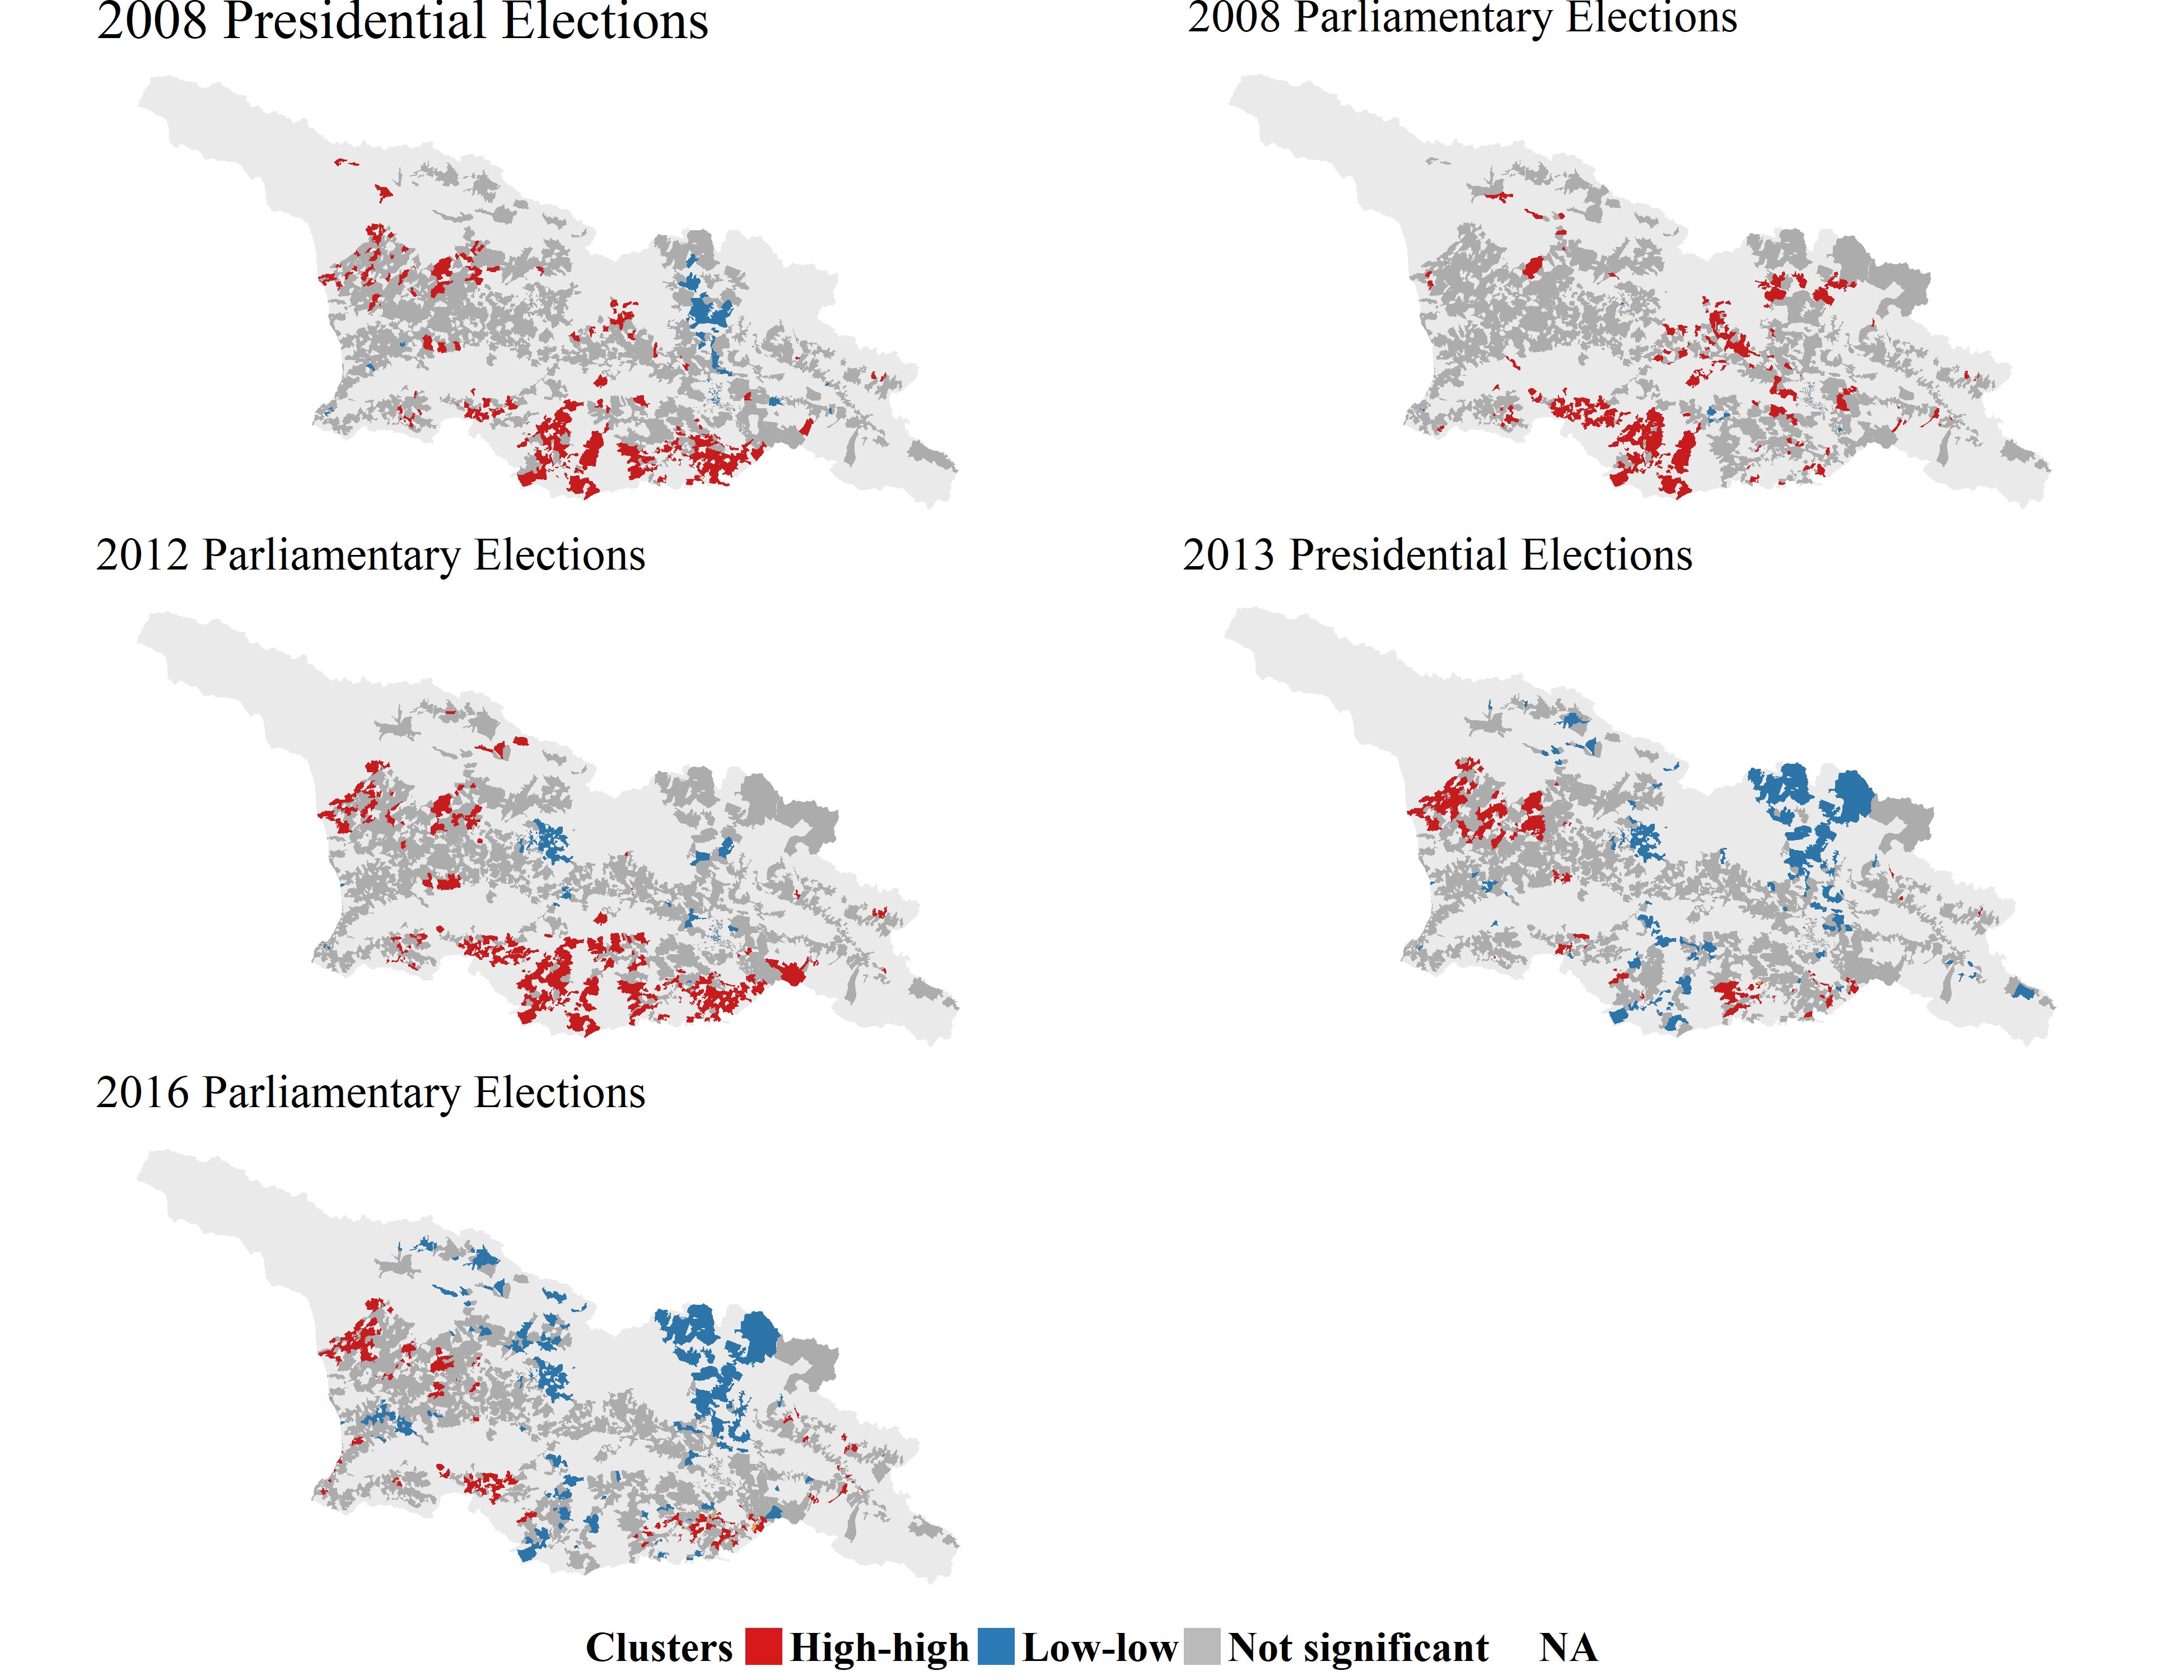 2008 Presidential Elections
2008 Parliamentary Elections
2012 Parliamentary Elections
2013 Presidential Elections
2016 Parliamentary Elections
Clusters High-high Low-low Not significant NA